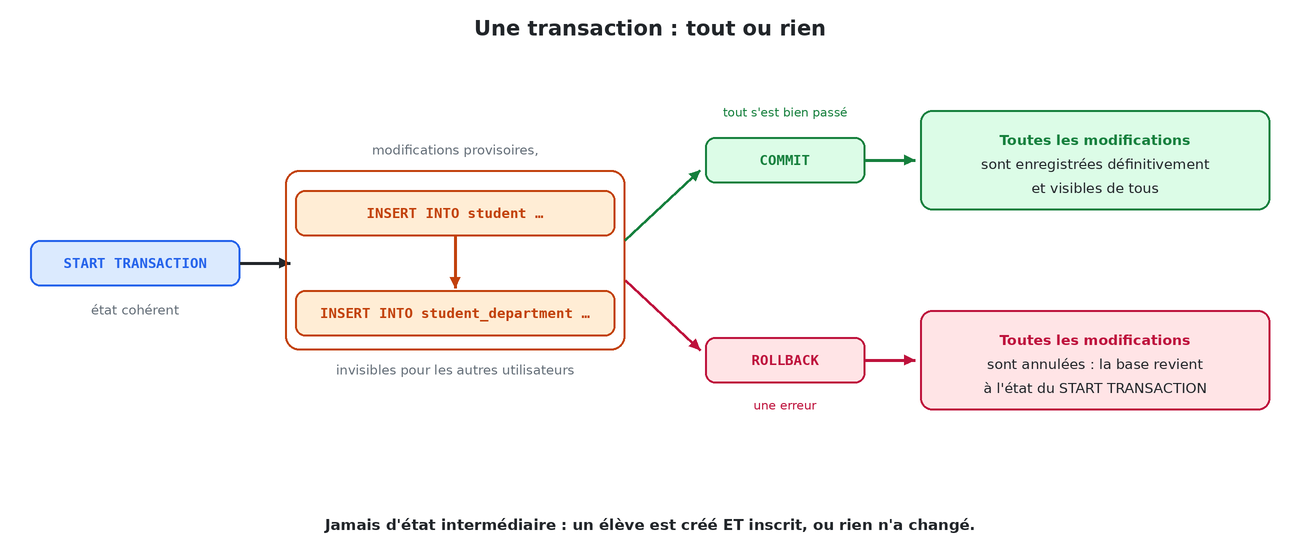 Une transaction : tout ou rien
START TRANSACTION
état cohérent
modifications provisoires,
INSERT INTO student …
INSERT INTO student_department …
invisibles pour les autres utilisateurs
tout s'est bien passé
COMMIT
Toutes les modifications
sont enregistrées définitivement
et visibles de tous
ROLLBACK
une erreur
Toutes les modifications
sont annulées : la base revient
à l'état du START TRANSACTION
Jamais d'état intermédiaire : un élève est créé ET inscrit, ou rien n'a changé.